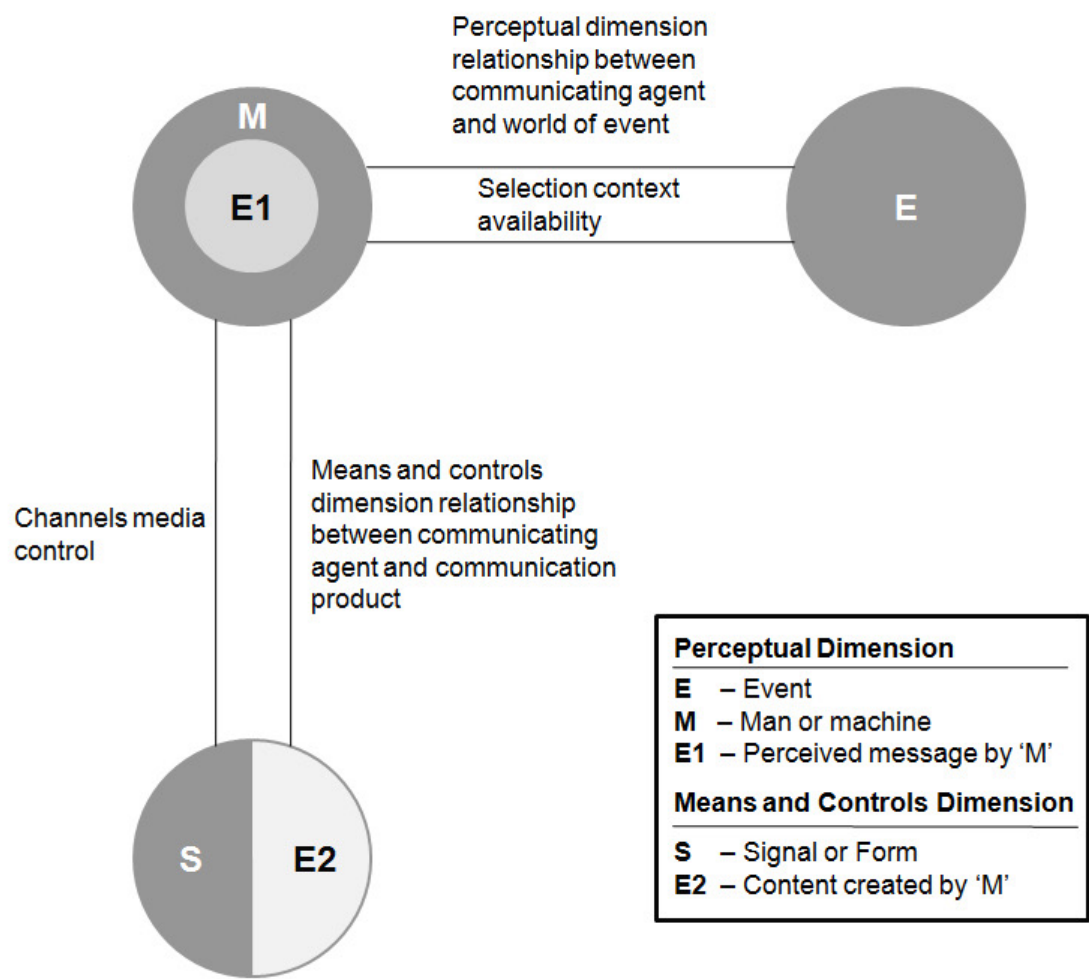 Perceptual dimension
relationship between
communicating agent
and world of event
M
E1
Selection context
availability
E
Channels media
control
Means and controls
dimension relationship
between communicating
agent and communication
product
S
E2
Perceptual Dimension
E – Event
M – Man or machine
E1 – Perceived message by ‘M’
Means and Controls Dimension
S – Signal or Form
E2 – Content created by ‘M’